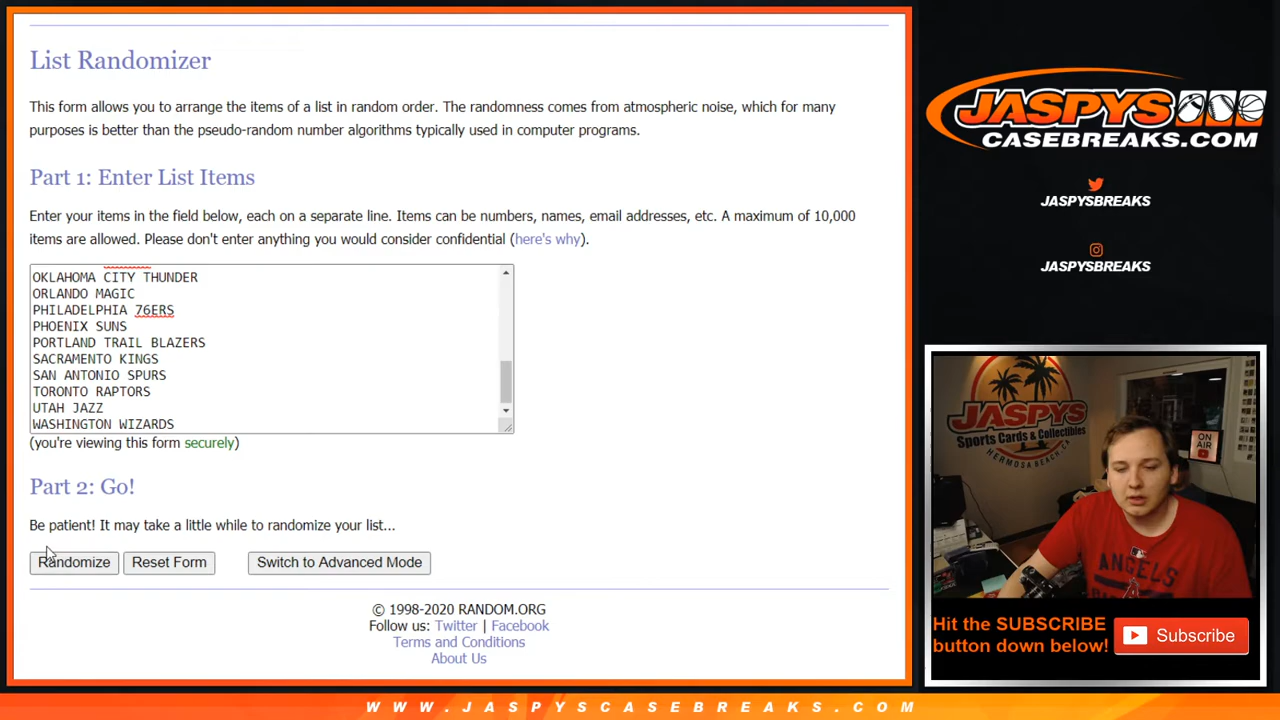 List Randomizer
This form allows you to arrange the items of a list in random order. The randomness comes from atmospheric noise, which for many
purposes is better than the pseudo-random number algorithms typically used in computer programs.
Part 1: Enter List Items
Enter your items in the field below, each on a separate line. Items can be numbers, names, email addresses, etc. A maximum of 10,000
items are allowed. Please don't enter anything you would consider confidential (here's why).
OKLAHOMA CITY THUNDER
ORLANDO MAGIC
PHILADELPHIA 76ERS
PHOENIX SUNS
PORTLAND TRAIL BLAZERS
SACRAMENTO KINGS
SAN ANTONIO SPURS
TORONTO RAPTORS
UTAH JAZZ
WASHINGTON WIZARDS
(you're viewing this form securely)
Part 2: Go!
Be patient! It may take a little while to randomize your list...
Randomize Reset Form Switch to Advanced Mode
© 1998-2020 RANDOM.ORG
Follow us: Twitter | Facebook
Terms and Conditions
About Us
JASPYS
CASEBREAKS.COM
JASPYSBREAKS
JASPYSBREAKS
JASPYS
Sports Cards & Collectibles
HERMOSA BEACH, CA
ON
AIR
ANGELS
Hit the SUBSCRIBE
button down below!
Subscribe
WWW.JASPYSCASEBREAKS.COM